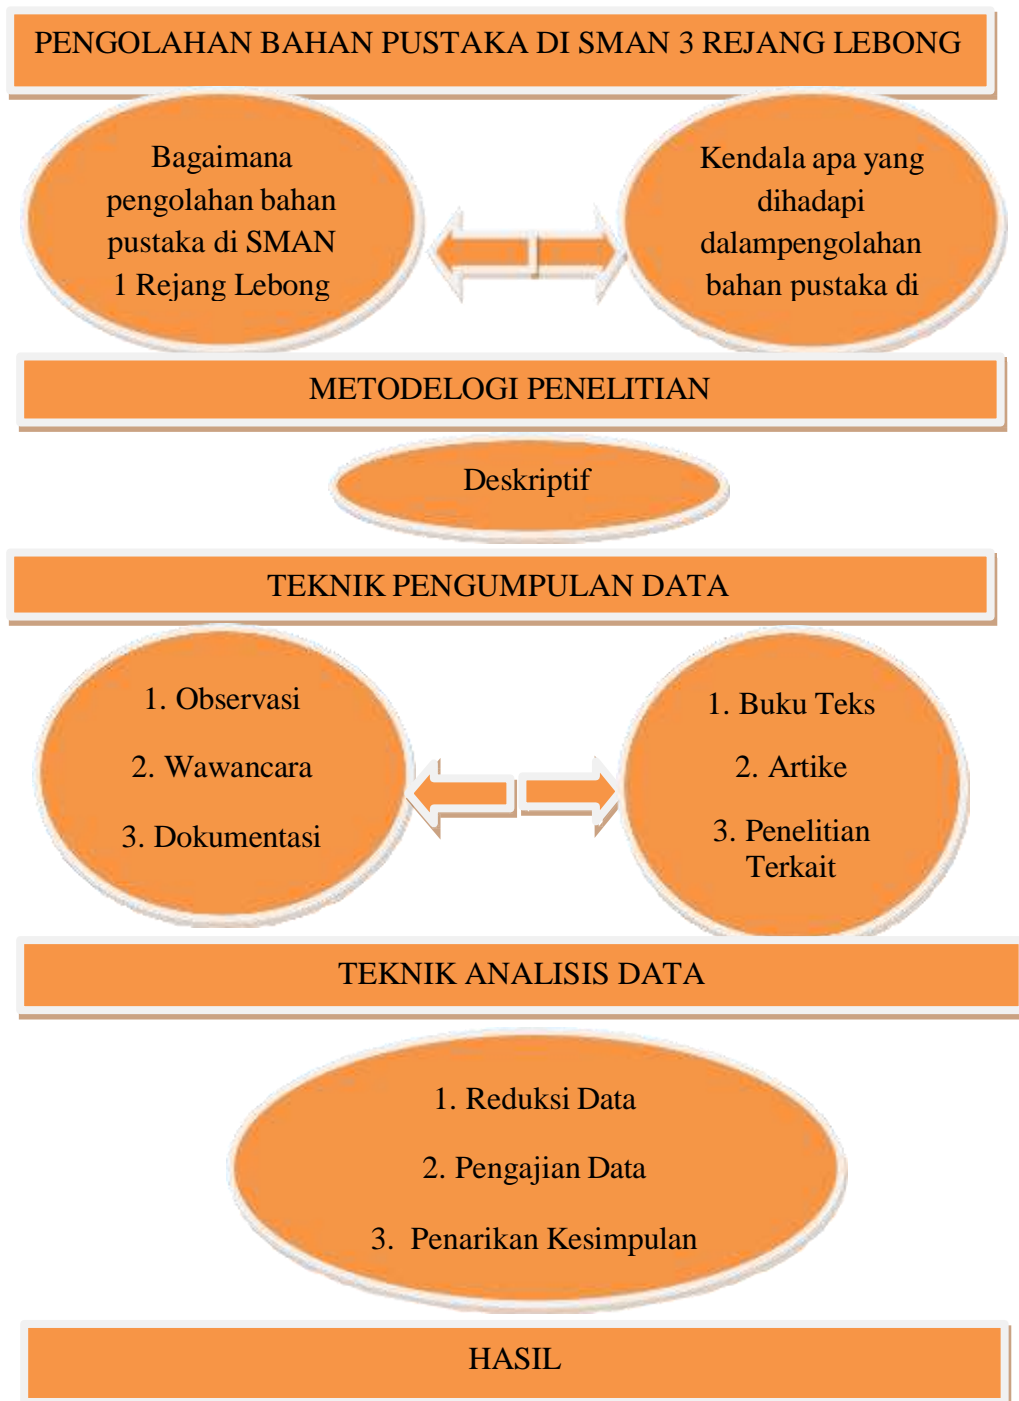 PENGOLAHAN BAHAN PUSTAKA DI SMAN 3 REJANG LEBONG
Bagaimana
pengolahan bahan
pustaka di SMAN
1 Rejang Lebong
Kendala apa yang
dihadapi
dalampengolahan
bahan pustaka di
METODELOGI PENELITIAN
Deskriptif
TEKNIK PENGUMPULAN DATA
1. Observasi
2. Wawancara
3. Dokumentasi
1. Buku Teks
2. Artike
3. Penelitian
Terkait
TEKNIK ANALISIS DATA
1. Reduksi Data
2. Pengajian Data
3. Penarikan Kesimpulan
HASIL